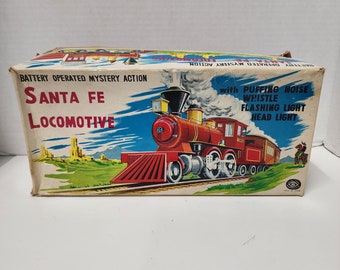 BATTERY OPERATED MYSTERY ACTION
SANTA FE
LOCOMOTIVE
with PUFFING NOISE
WHISTLE
FLASHING LIGHT
HEAD LIGHT